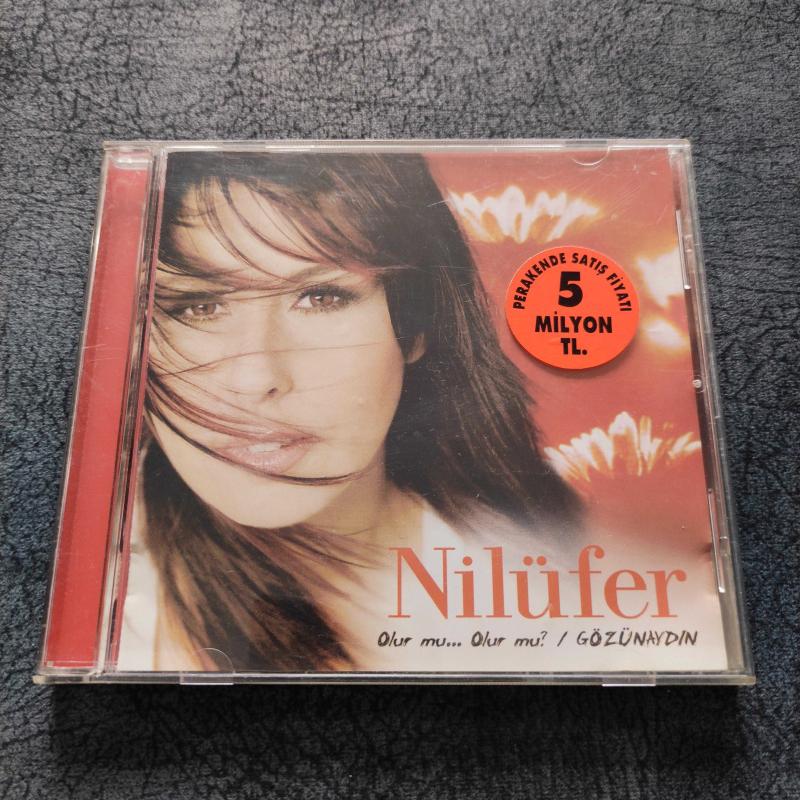 PERAKENDE SATIŞ FİYATI
5
MİLYON
TL.
Nilüfer
Olur mu... Olur mu? / GÖZÜNAYDIN